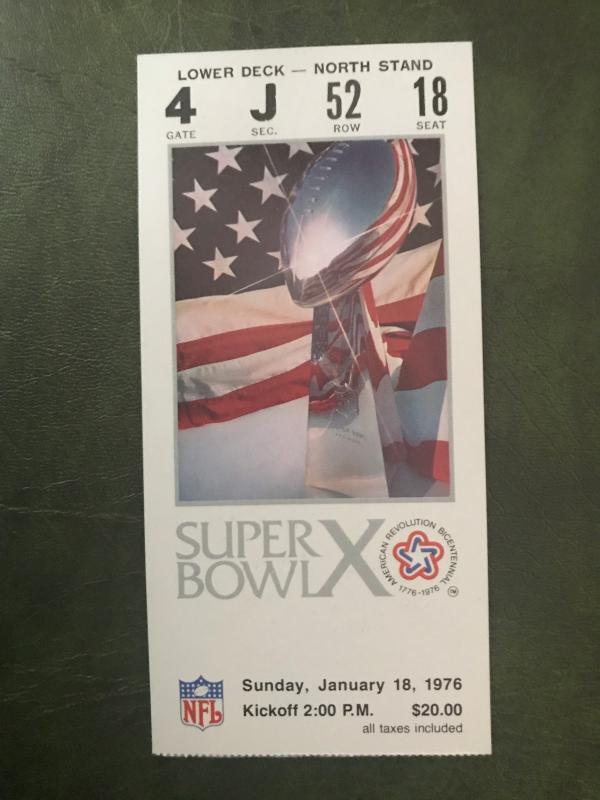 LOWER DECK — NORTH STAND
4 J 52 18
GATE SEC. ROW SEAT
SUPER
BOWL X
AMERICAN REVOLUTION BICENTENNIAL
1776-1976
TM
NFL
Sunday, January 18, 1976
Kickoff 2:00 P.M. $20.00
all taxes included